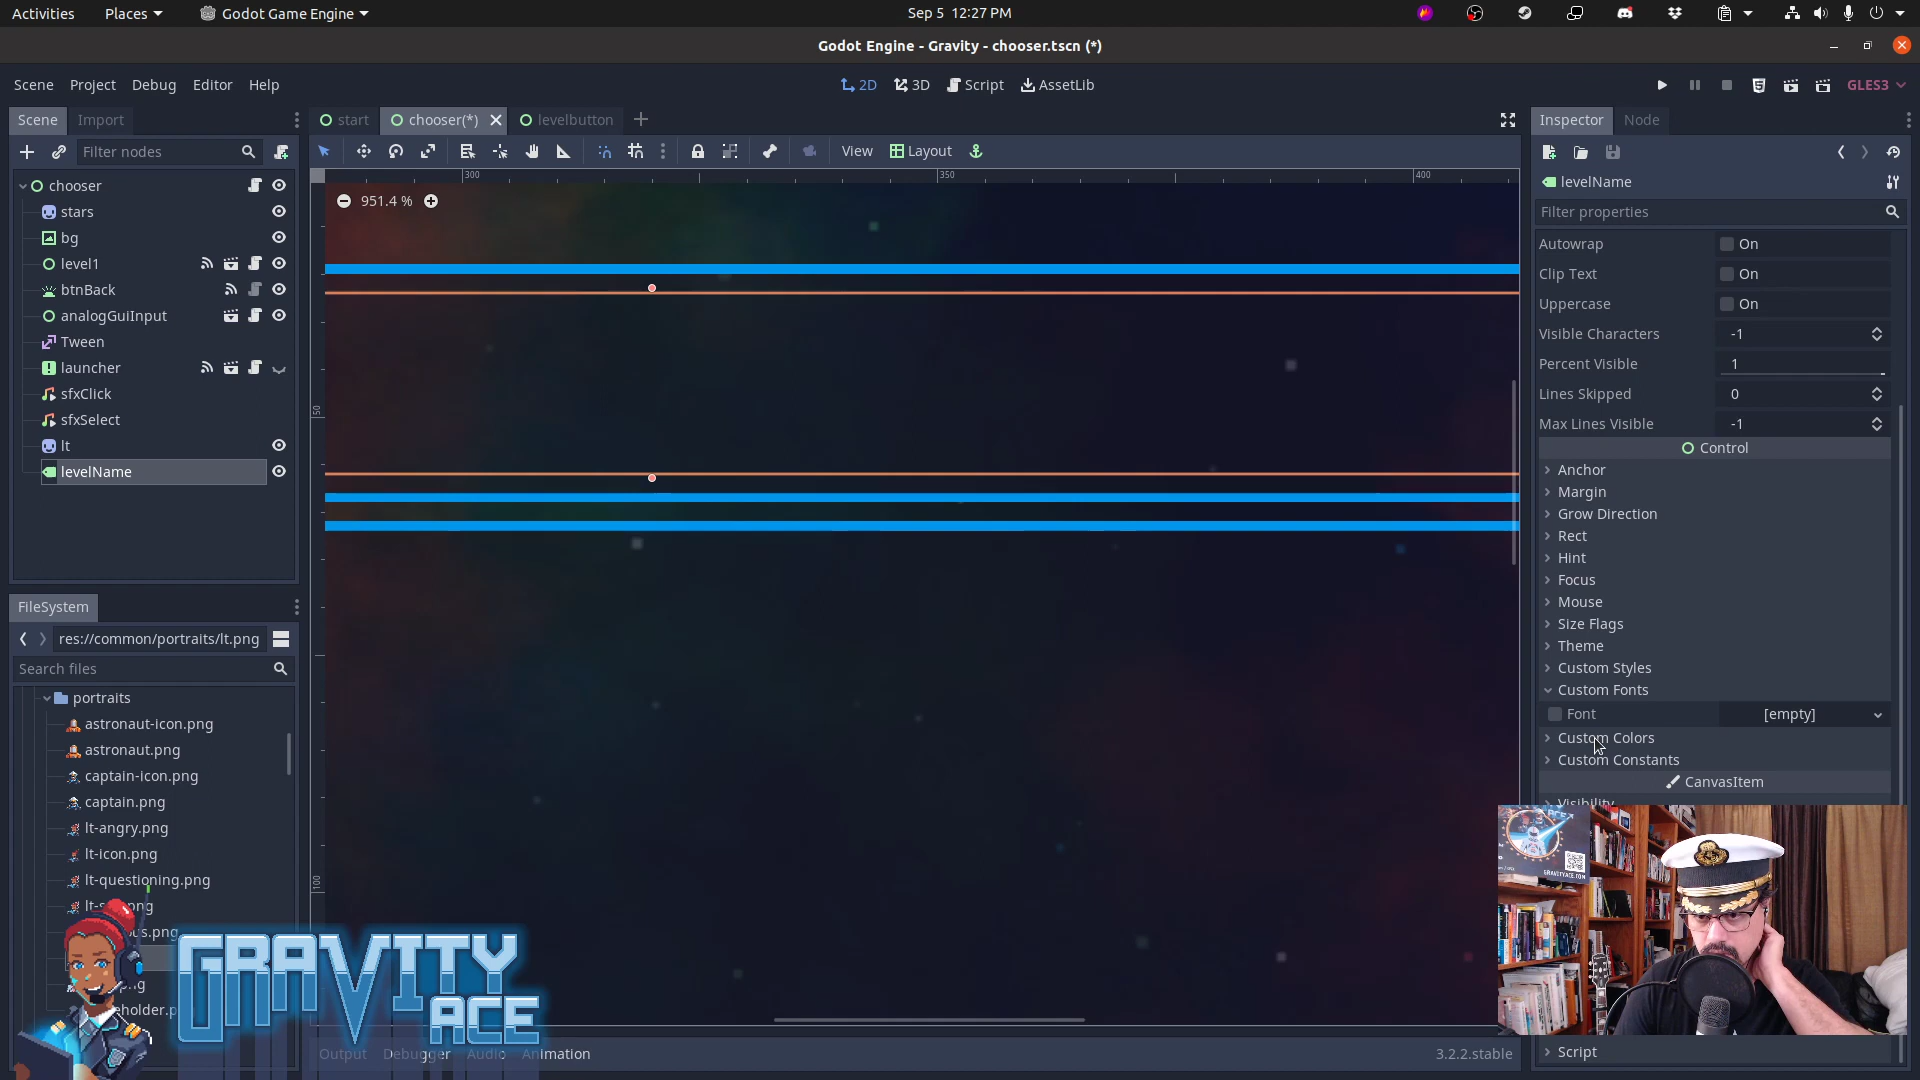 Activities Places Godot Game Engine Sep 5 12:27 PM
Godot Engine - Gravity - chooser.tscn (*)
Scene Project Debug Editor Help 2D 3D Script AssetLib GLES3
Scene Import start chooser(*) levelbutton Inspector Node
Filter nodes View Layout
levelName
Filter properties
300 350 400
951.4 %
50
100
chooser
stars
bg
level1
btnBack
analogGuiInput
Tween
launcher
sfxClick
sfxSelect
lt
levelName
FileSystem
res://common/portraits/lt.png
Search files
portraits
astronaut-icon.png
astronaut.png
captain-icon.png
captain.png
lt-angry.png
lt-icon.png
lt-questioning.png
GRAVITY
ACE
Output Debugger Audio Animation 3.2.2.stable
Autowrap On
Clip Text On
Uppercase On
Visible Characters -1
Percent Visible 1
Lines Skipped 0
Max Lines Visible -1
Control
Anchor
Margin
Grow Direction
Rect
Hint
Focus
Mouse
Size Flags
Theme
Custom Styles
Custom Fonts
Font [empty]
Custom Colors
Custom Constants
CanvasItem
Visibility
ACE
GRAVITYACE.COM
Script